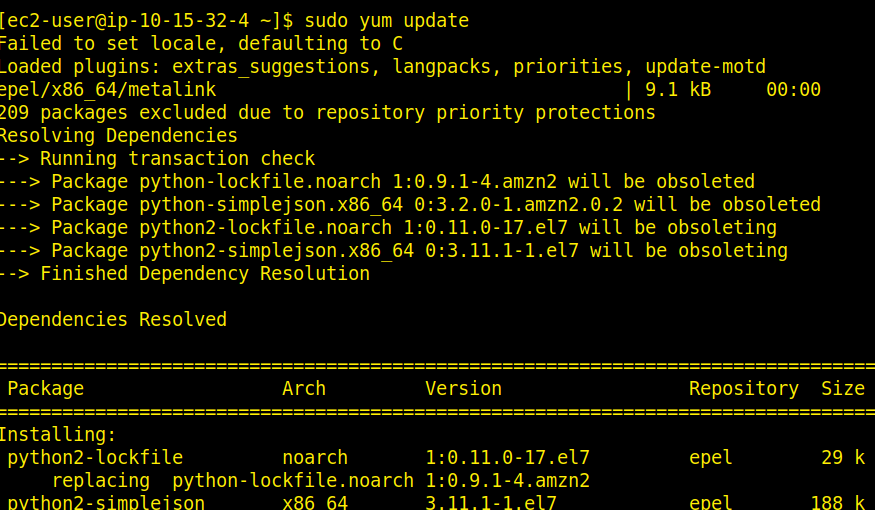 [ec2-user@ip-10-15-32-4 ~]$ sudo yum update
Failed to set locale, defaulting to C
Loaded plugins: extras_suggestions, langpacks, priorities, update-motd
epel/x86_64/metalink | 9.1 kB 00:00
209 packages excluded due to repository priority protections
Resolving Dependencies
--> Running transaction check
---> Package python-lockfile.noarch 1:0.9.1-4.amzn2 will be obsoleted
---> Package python-simplejson.x86_64 0:3.2.0-1.amzn2.0.2 will be obsoleted
---> Package python2-lockfile.noarch 1:0.11.0-17.el7 will be obsoleting
---> Package python2-simplejson.x86_64 0:3.11.1-1.el7 will be obsoleting
--> Finished Dependency Resolution
Dependencies Resolved
================================================================================
Package Arch Version Repository Size
================================================================================
Installing:
python2-lockfile noarch 1:0.11.0-17.el7 epel 29 k
replacing python-lockfile.noarch 1:0.9.1-4.amzn2
python2-simplejson x86_64 3.11.1-1.el7 epel 188 k